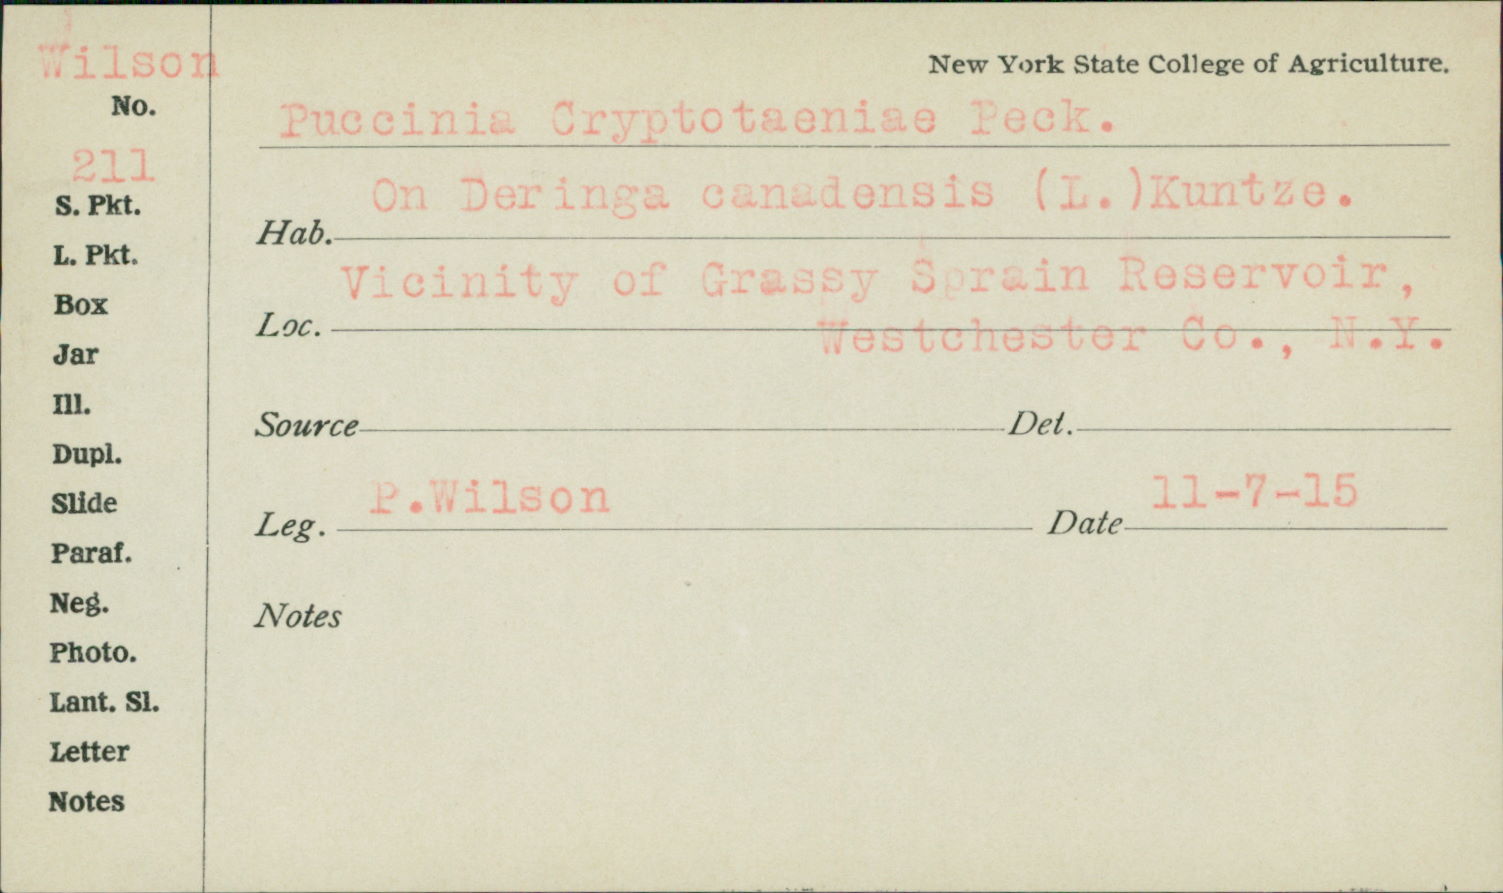 Wilson
New York State College of Agriculture.
No.
Puccinia Cryptotaeniae Peck.
211
S. Pkt.
On Deringa canadensis (L.)Kuntze.
Hab.
L. Pkt.
Vicinity of Grassy Sprain Reservoir,
Box
Loc.
Westchester Co., N.Y.
Jar
Ill.
Source Det.
Dupl.
Slide
P.Wilson 11-7-15
Leg. Date
Paraf.
Neg.
Notes
Photo.
Lant. Sl.
Letter
Notes